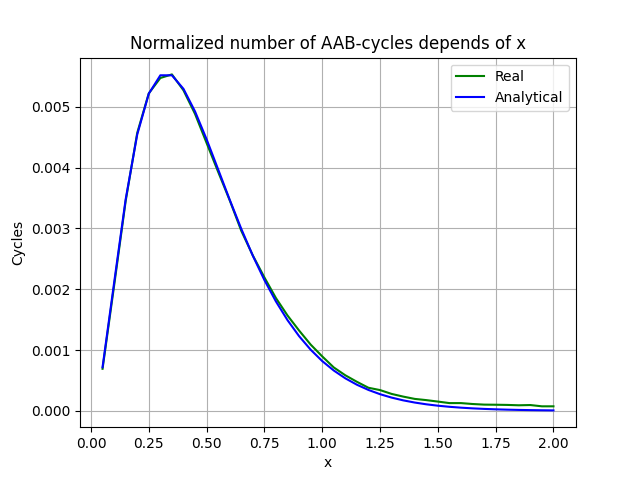 Normalized number of AAB-cycles depends of x
Real
Analytical
Cycles
0.005
0.004
0.003
0.002
0.001
0.000
0.00 0.25 0.50 0.75 1.00 1.25 1.50 1.75 2.00
x